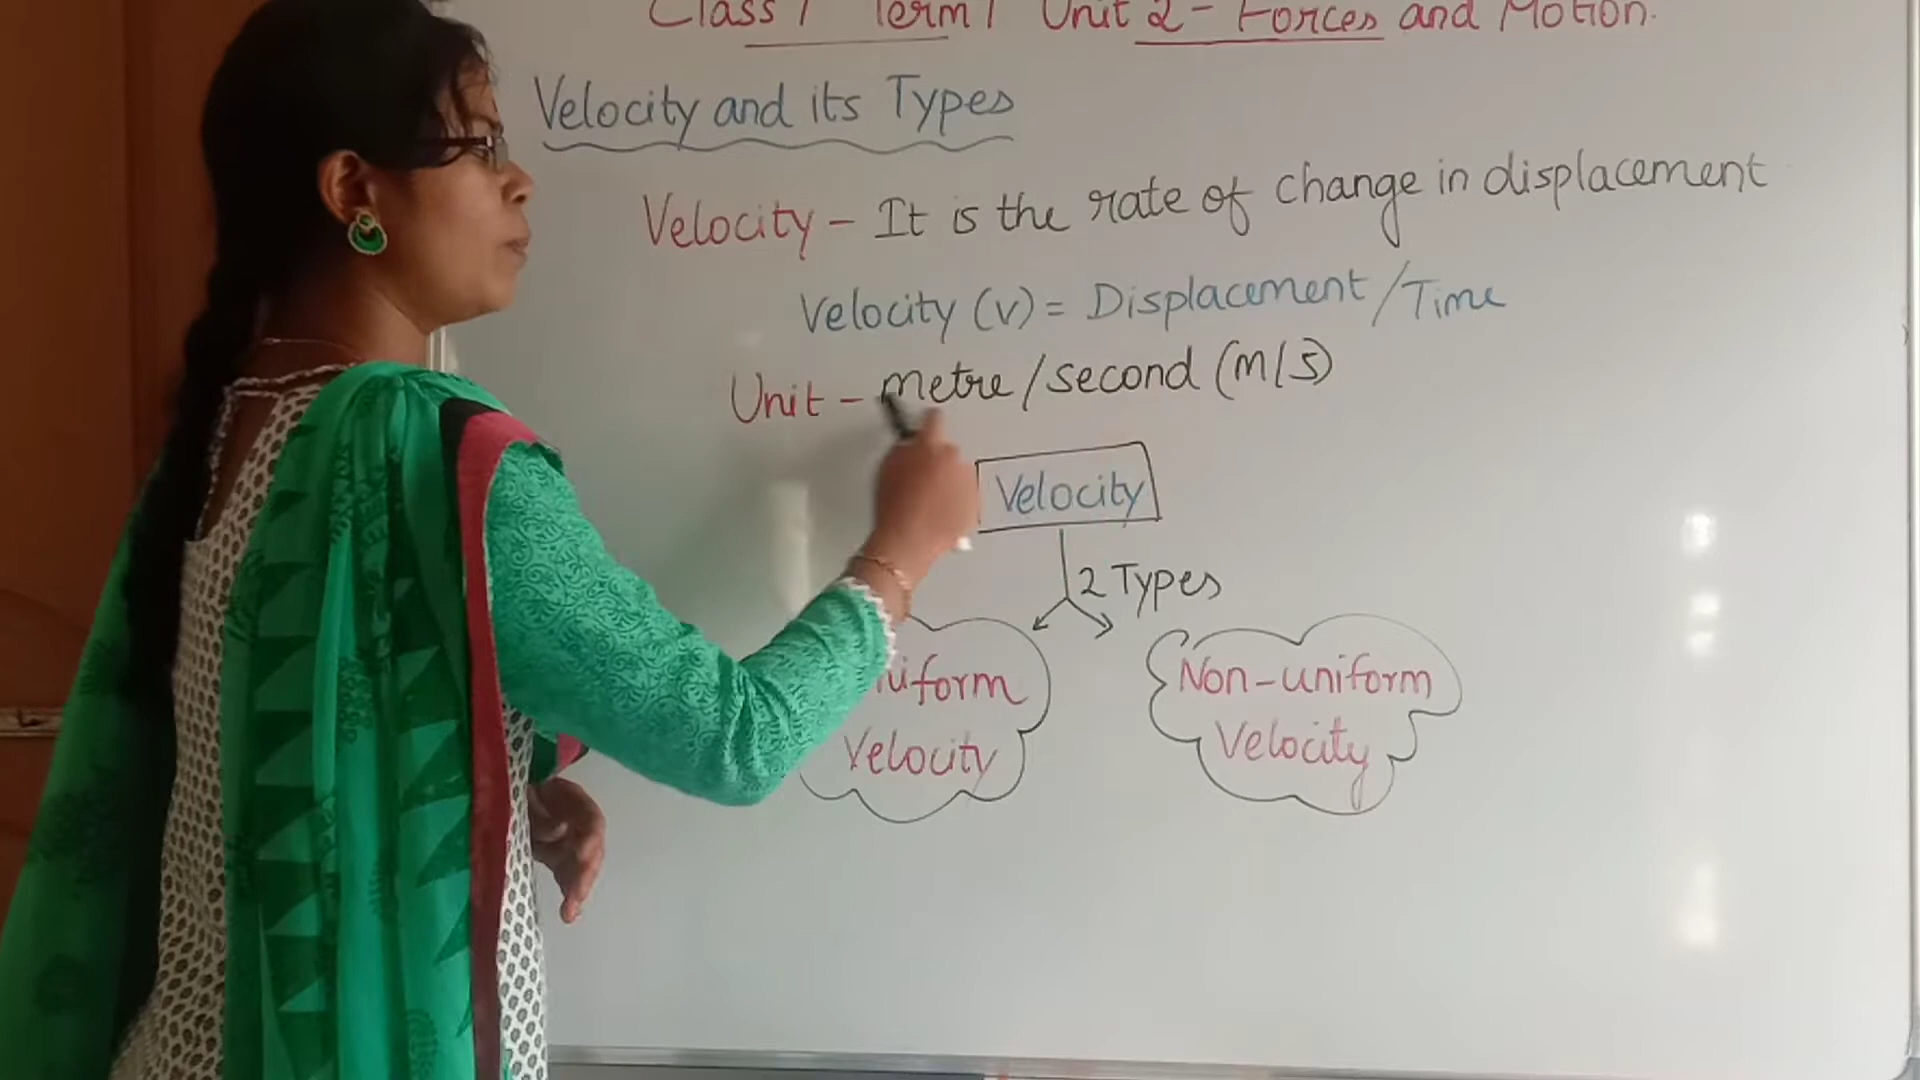 Class 7 Term 1 Unit 2 - Forces and Motion.
Velocity and its Types
Velocity - It is the rate of change in displacement
Velocity (v) = Displacement / Time
Unit - metre / second (m/s)
Velocity
2 Types
Uniform
Velocity
Non-uniform
Velocity